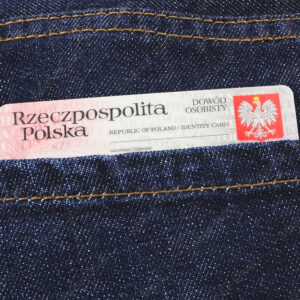 Rzeczpospolita
Polska
DOWÓD
OSOBISTY
REPUBLIC OF POLAND / IDENTITY CARD